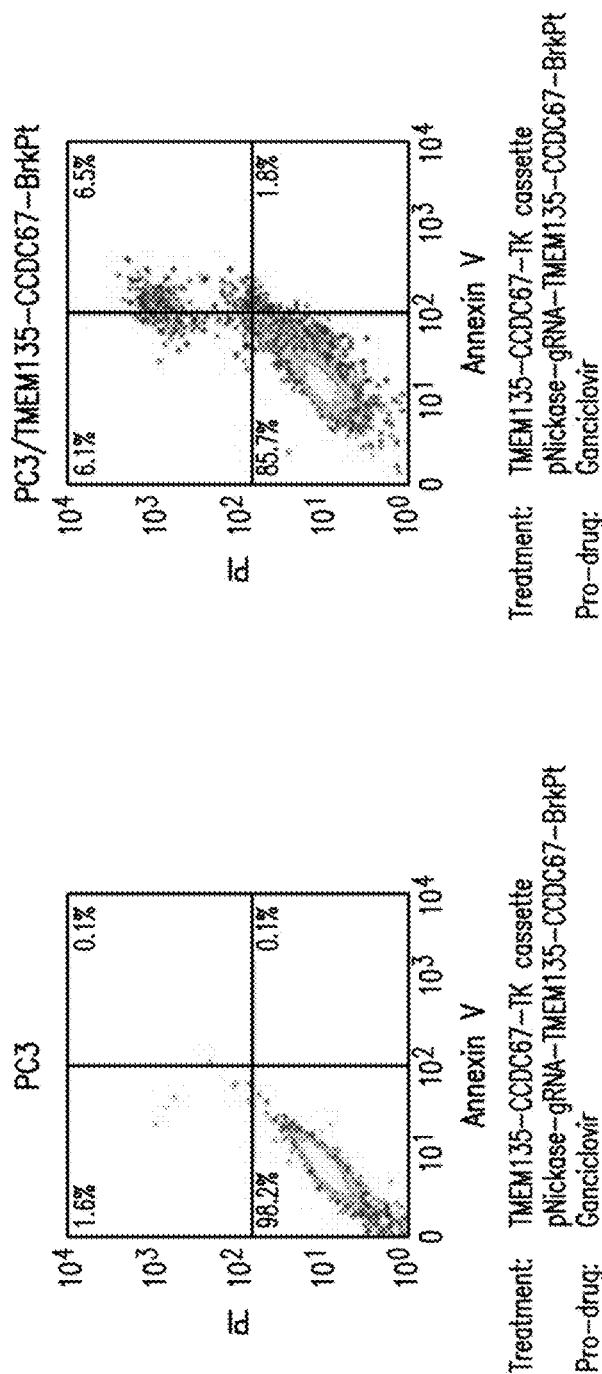 PC3
10⁴
10³
10²
10¹
10⁰
PI
1.6%
0.1%
98.2%
0.1%
0
10¹
10²
10³
10⁴
Annexin V
Treatment: TMEM135-CCDC67-TK cassette
pNickase-gRNA-TMEM135-CCDC67-BrkPt
Pro-drug: Ganciclovir
PC3/TMEM135-CCDC67-BrkPt
10⁴
10³
10²
10¹
10⁰
PI
6.1%
6.5%
85.7%
1.8%
0
10¹
10²
10³
10⁴
Annexin V
Treatment: TMEM135-CCDC67-TK cassette
pNickase-gRNA-TMEM135-CCDC67-BrkPt
Pro-drug: Ganciclovir